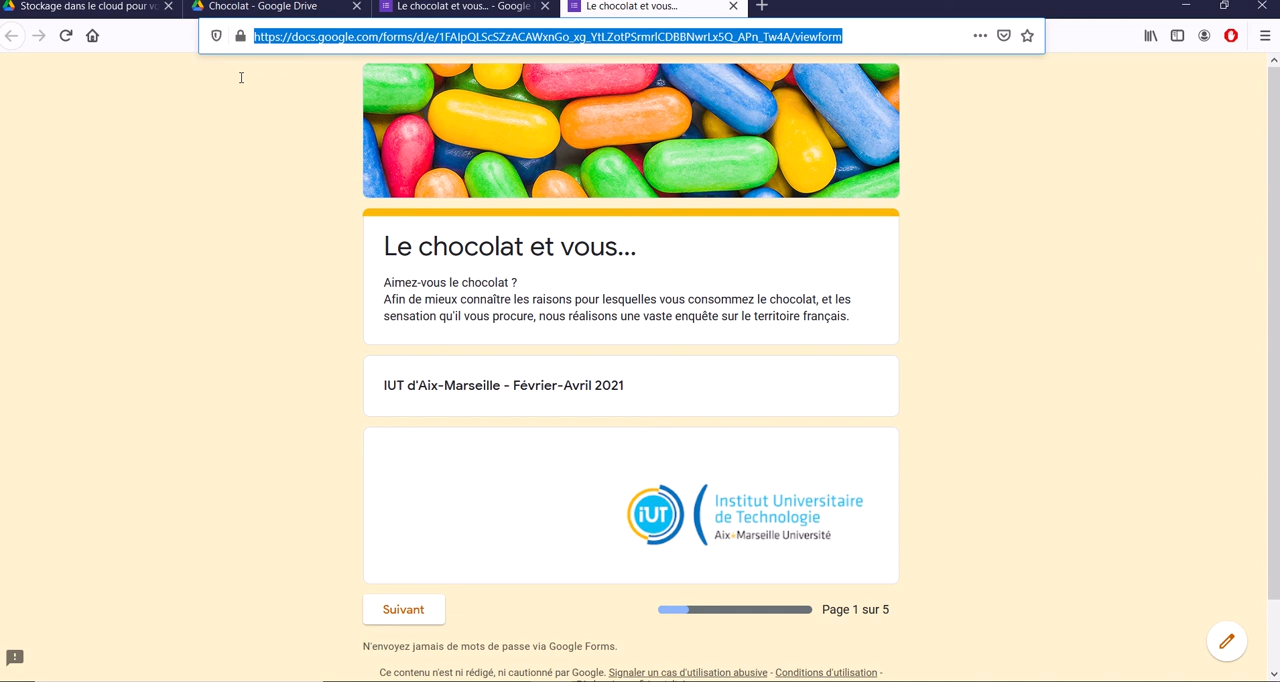 Stockage dans le cloud pour vo
Chocolat - Google Drive
Le chocolat et vous... - Google
Le chocolat et vous...
https://docs.google.com/forms/d/e/1FAIpQLScSZzACAWxnGo_xg_YtLZotPSrmrlCDBBNwrLx5Q_APn_Tw4A/viewform
Le chocolat et vous...
Aimez-vous le chocolat ?
Afin de mieux connaître les raisons pour lesquelles vous consommez le chocolat, et les
sensation qu'il vous procure, nous réalisons une vaste enquête sur le territoire français.
IUT d'Aix-Marseille - Février-Avril 2021
iUT
Institut Universitaire
de Technologie
Aix*Marseille Université
Suivant
Page 1 sur 5
N'envoyez jamais de mots de passe via Google Forms.
Ce contenu n'est ni rédigé, ni cautionné par Google. Signaler un cas d'utilisation abusive - Conditions d'utilisation -